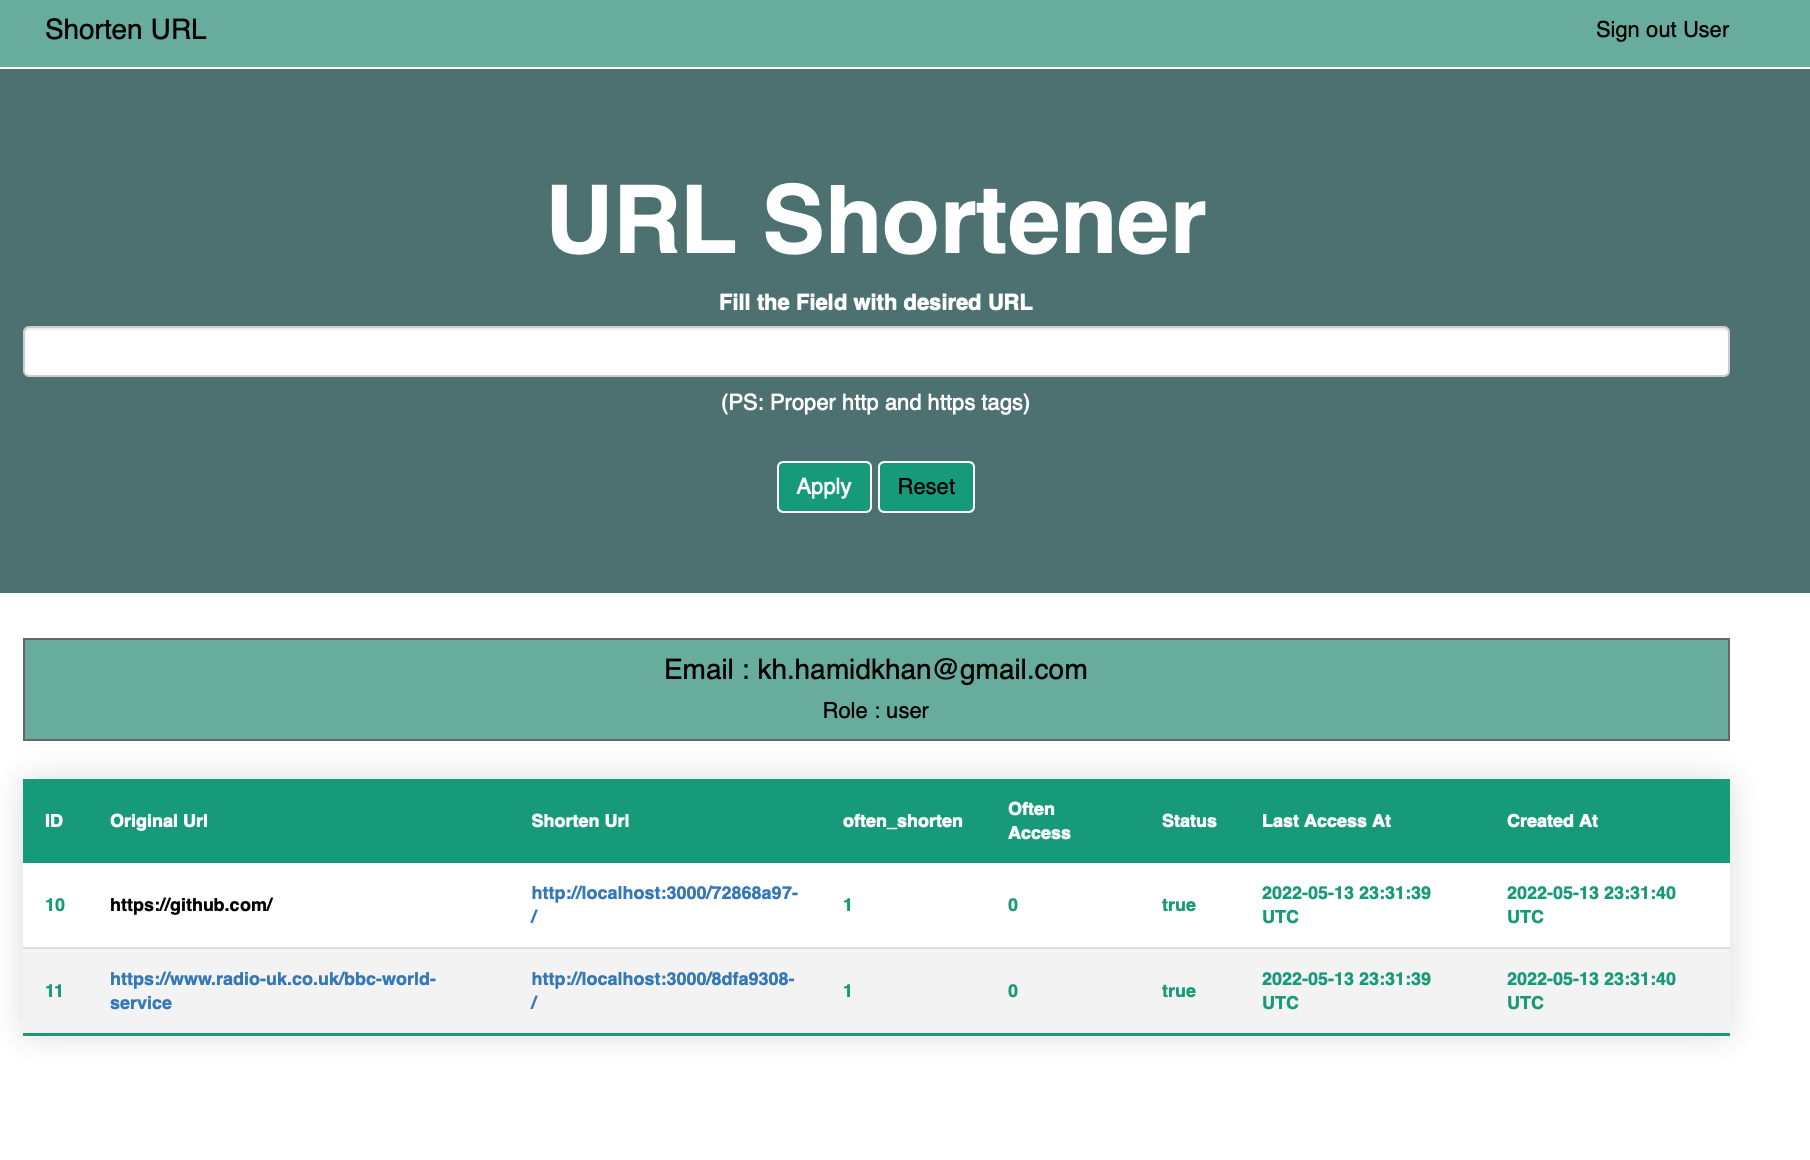 Shorten URL
Sign out User
URL Shortener
Fill the Field with desired URL
(PS: Proper http and https tags)
Apply
Reset
Email : kh.hamidkhan@gmail.com
Role : user
ID Original Url Shorten Url often_shorten Often Access Status Last Access At Created At
10 https://github.com/ http://localhost:3000/72868a97-/ 1 0 true 2022-05-13 23:31:39 UTC 2022-05-13 23:31:40 UTC
11 https://www.radio-uk.co.uk/bbc-world-service http://localhost:3000/8dfa9308-/ 1 0 true 2022-05-13 23:31:39 UTC 2022-05-13 23:31:40 UTC